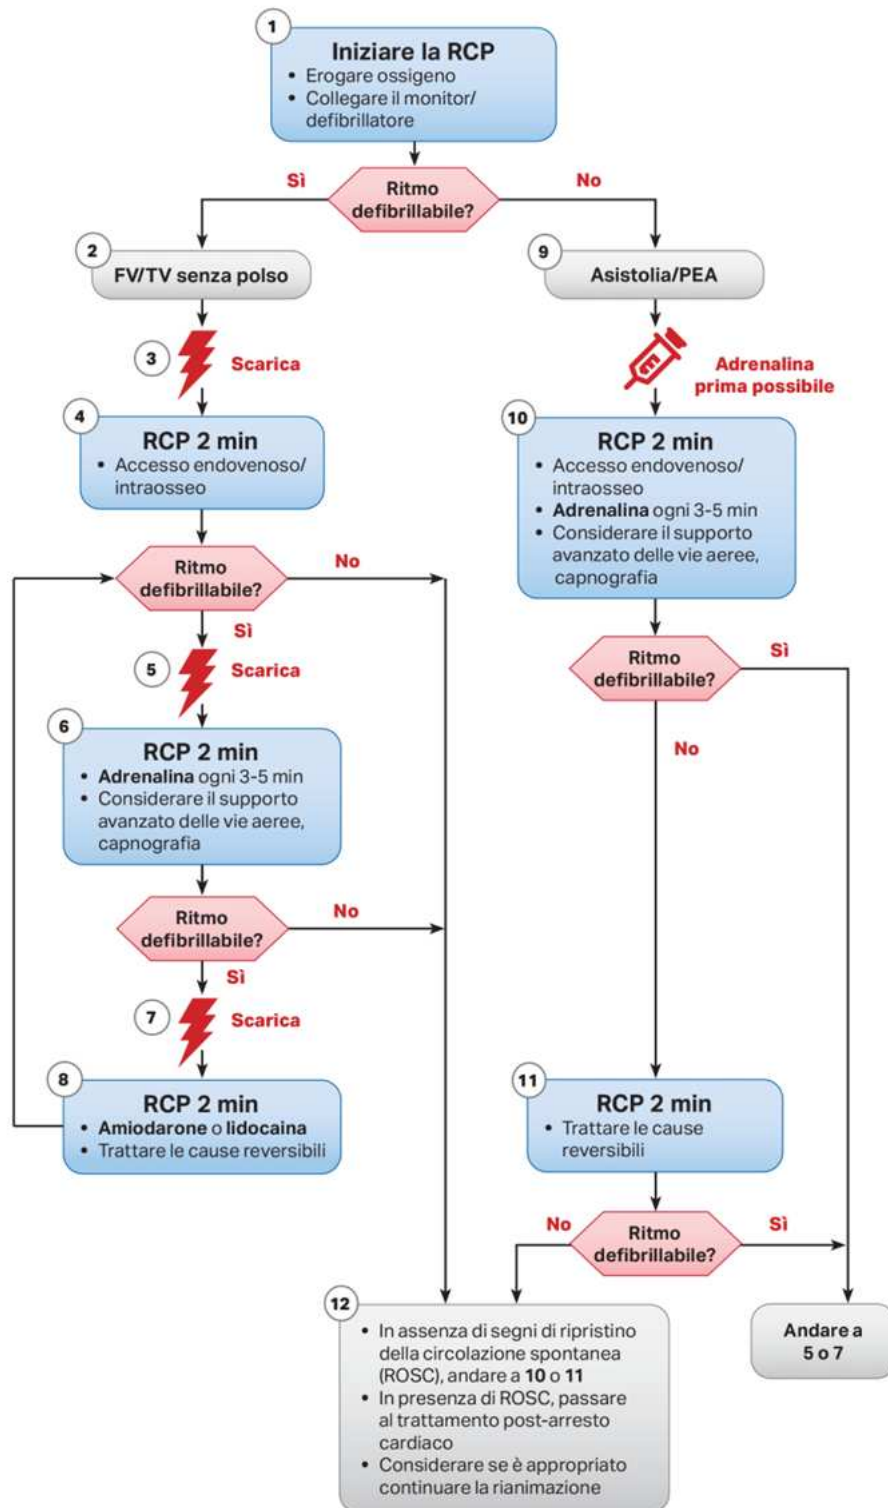 1
Iniziare la RCP
• Erogare ossigeno
• Collegare il monitor/
defibrillatore
Sì
Ritmo
defibrillabile?
No
2
FV/TV senza polso
3
Scarica
4
RCP 2 min
• Accesso endovenoso/
intraosseo
Ritmo
defibrillabile?
No
Sì
5
Scarica
6
RCP 2 min
• Adrenalina ogni 3-5 min
• Considerare il supporto
avanzato delle vie aeree,
capnografia
Ritmo
defibrillabile?
No
Sì
7
Scarica
8
RCP 2 min
• Amiodarone o lidocaina
• Trattare le cause reversibili
9
Asistolia/PEA
Adrenalina
prima possibile
10
RCP 2 min
• Accesso endovenoso/
intraosseo
• Adrenalina ogni 3-5 min
• Considerare il supporto
avanzato delle vie aeree,
capnografia
Ritmo
defibrillabile?
Sì
No
11
RCP 2 min
• Trattare le cause
reversibili
No
Ritmo
defibrillabile?
Sì
12
• In assenza di segni di ripristino
della circolazione spontanea
(ROSC), andare a 10 o 11
• In presenza di ROSC, passare
al trattamento post-arresto
cardiaco
• Considerare se è appropriato
continuare la rianimazione
Andare a
5 o 7